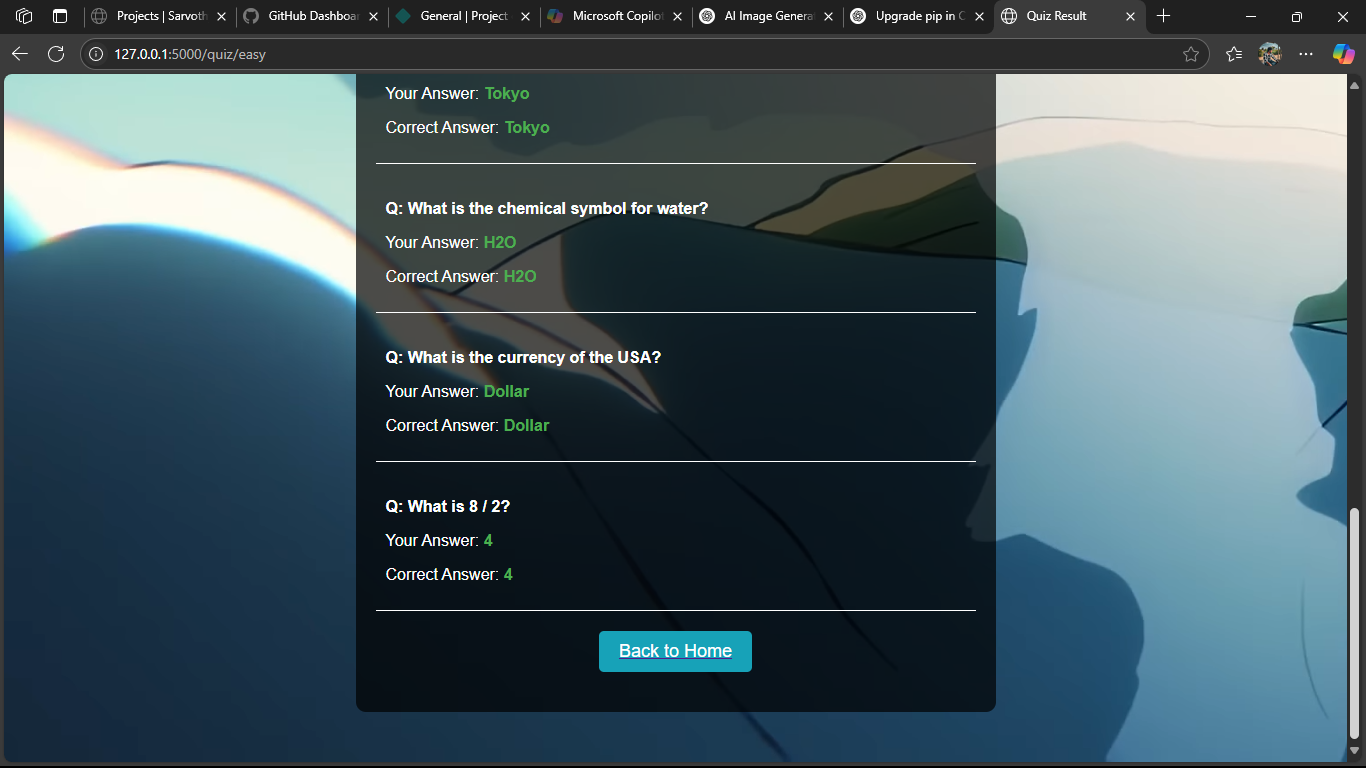 Projects | Sarvoth
GitHub Dashboar
General | Project
Microsoft Copilot
AI Image Genera
Upgrade pip in C
Quiz Result
127.0.0.1:5000/quiz/easy
Your Answer: Tokyo
Correct Answer: Tokyo
Q: What is the chemical symbol for water?
Your Answer: H2O
Correct Answer: H2O
Q: What is the currency of the USA?
Your Answer: Dollar
Correct Answer: Dollar
Q: What is 8 / 2?
Your Answer: 4
Correct Answer: 4
Back to Home